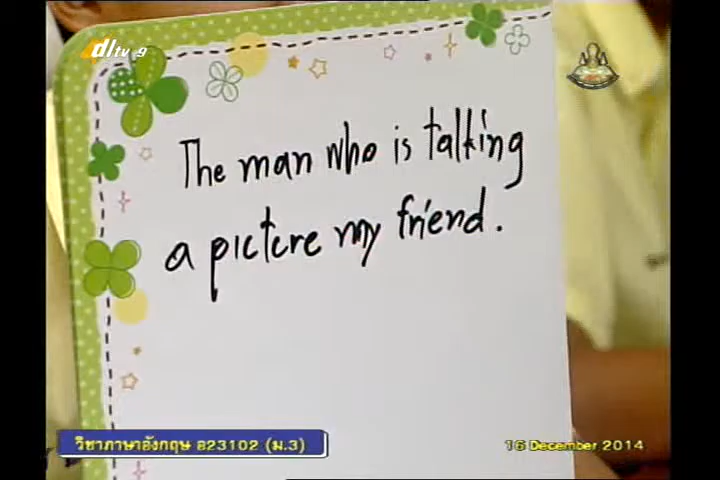 dltv 9
The man who is talking
a pictcre my friend.
วิชาภาษาอังกฤษ อ23102 (ม.3)
16 December 2014